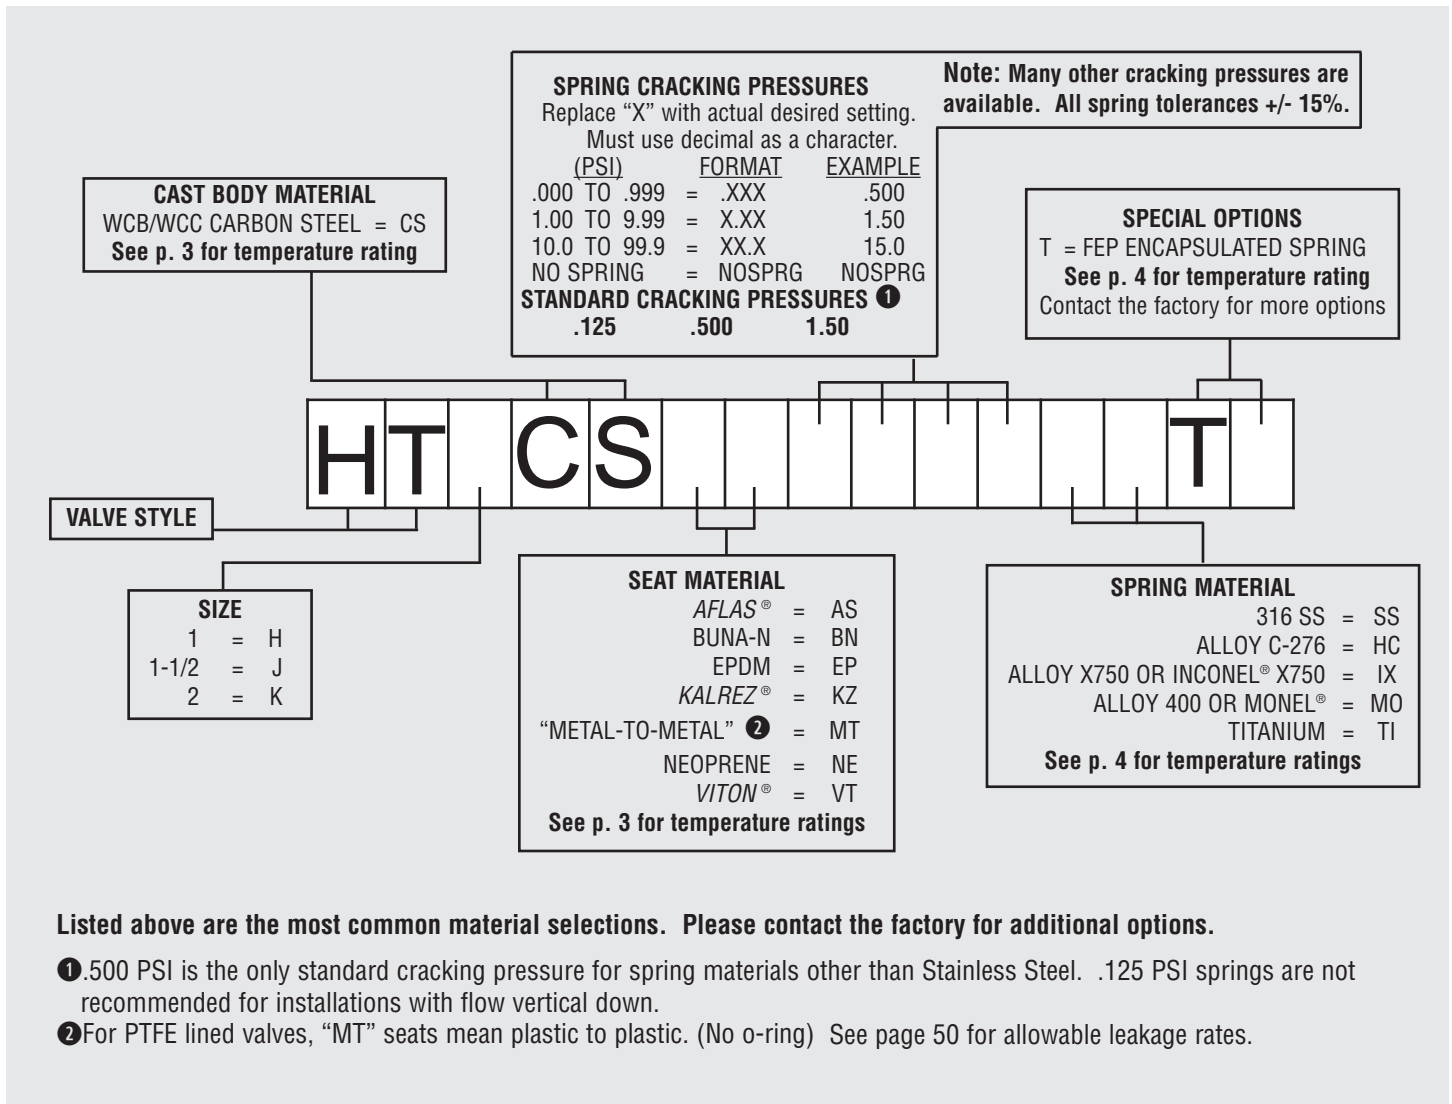 SPRING CRACKING PRESSURES
Replace “X” with actual desired setting.
Must use decimal as a character.
(PSI) FORMAT EXAMPLE
.000 TO .999 = .XXX .500
1.00 TO 9.99 = X.XX 1.50
10.0 TO 99.9 = XX.X 15.0
NO SPRING = NOSPRG NOSPRG
STANDARD CRACKING PRESSURES ❶
.125 .500 1.50
Note: Many other cracking pressures are
available. All spring tolerances +/- 15%.
CAST BODY MATERIAL
WCB/WCC CARBON STEEL = CS
See p. 3 for temperature rating
SPECIAL OPTIONS
T = FEP ENCAPSULATED SPRING
See p. 4 for temperature rating
Contact the factory for more options
H T C S T
VALVE STYLE
SIZE
1 = H
1-1/2 = J
2 = K
SEAT MATERIAL
AFLAS® = AS
BUNA-N = BN
EPDM = EP
KALREZ® = KZ
“METAL-TO-METAL” ❷ = MT
NEOPRENE = NE
VITON® = VT
See p. 3 for temperature ratings
SPRING MATERIAL
316 SS = SS
ALLOY C-276 = HC
ALLOY X750 OR INCONEL® X750 = IX
ALLOY 400 OR MONEL® = MO
TITANIUM = TI
See p. 4 for temperature ratings
Listed above are the most common material selections. Please contact the factory for additional options.
❶.500 PSI is the only standard cracking pressure for spring materials other than Stainless Steel. .125 PSI springs are not
recommended for installations with flow vertical down.
❷For PTFE lined valves, “MT” seats mean plastic to plastic. (No o-ring) See page 50 for allowable leakage rates.